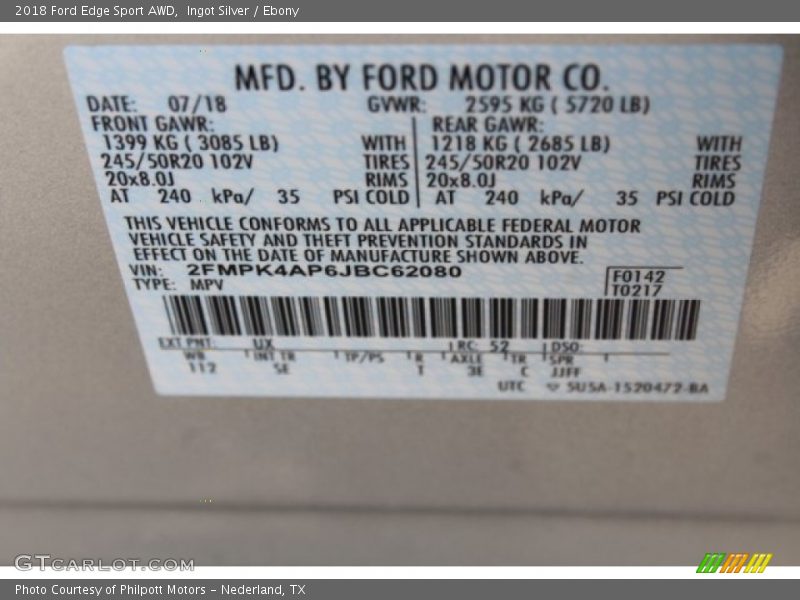 2018 Ford Edge Sport AWD, Ingot Silver / Ebony
MFD. BY FORD MOTOR CO.
DATE: 07/18 GVWR: 2595 KG ( 5720 LB)
FRONT GAWR: REAR GAWR:
1399 KG ( 3085 LB) WITH 1218 KG ( 2685 LB) WITH
245/50R20 102V TIRES 245/50R20 102V TIRES
20x8.0J RIMS 20x8.0J RIMS
AT 240 kPa/ 35 PSI COLD AT 240 kPa/ 35 PSI COLD
THIS VEHICLE CONFORMS TO ALL APPLICABLE FEDERAL MOTOR
VEHICLE SAFETY AND THEFT PREVENTION STANDARDS IN
EFFECT ON THE DATE OF MANUFACTURE SHOWN ABOVE.
VIN: 2FMPK4AP6JBC62080 F0142
TYPE: MPV T0217
EXT PNT: UX RC: 52 DSO:
WB INT TR TP/PS R AXLE TR SPR
112 SE T 3E C JJFF
UTC 5U5A-1520472-BA
GTCARLOT.COM
Photo Courtesy of Philpott Motors - Nederland, TX